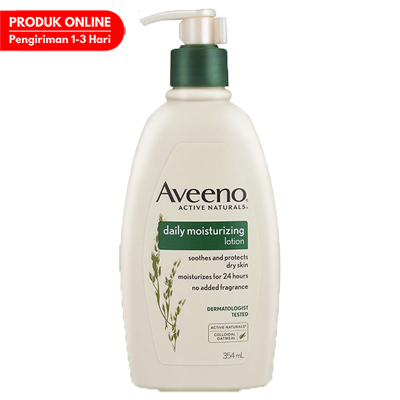 PRODUK ONLINE
Pengiriman 1-3 Hari
Aveeno®
ACTIVE NATURALS®
daily moisturizing
lotion
soothes and protects
dry skin
moisturizes for 24 hours
no added fragrance
DERMATOLOGIST
TESTED
ACTIVE NATURALS®
COLLOIDAL
OATMEAL
354 mL